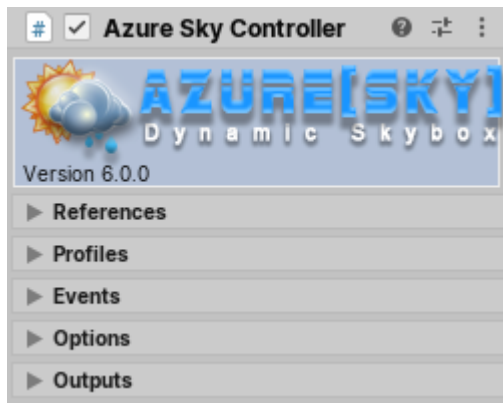 # Azure Sky Controller
AZURE[SKY]
Dynamic Skybox
Version 6.0.0
References
Profiles
Events
Options
Outputs